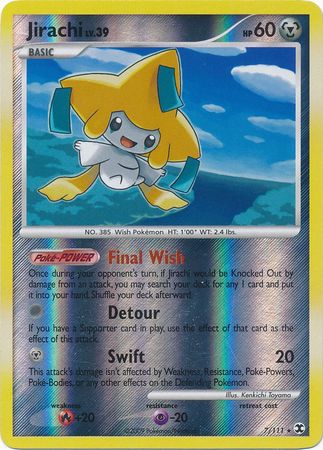 Jirachi LV.39 HP 60
BASIC
NO. 385 Wish Pokémon HT: 1'00" WT: 2.4 lbs.
Poké-POWER Final Wish
Once during your opponent's turn, if Jirachi would be Knocked Out by
damage from an attack, you may search your deck for any 1 card and put
it into your hand. Shuffle your deck afterward.
Detour
If you have a Supporter card in play, use the effect of that card as the
effect of this attack.
Swift 20
This attack's damage isn't affected by Weakness, Resistance, Poké-Powers,
Poké-Bodies, or any other effects on the Defending Pokémon.
Illus. Kenkichi Toyama
weakness resistance retreat cost
+20 -20
©2009 Pokémon/Nintendo 7/111